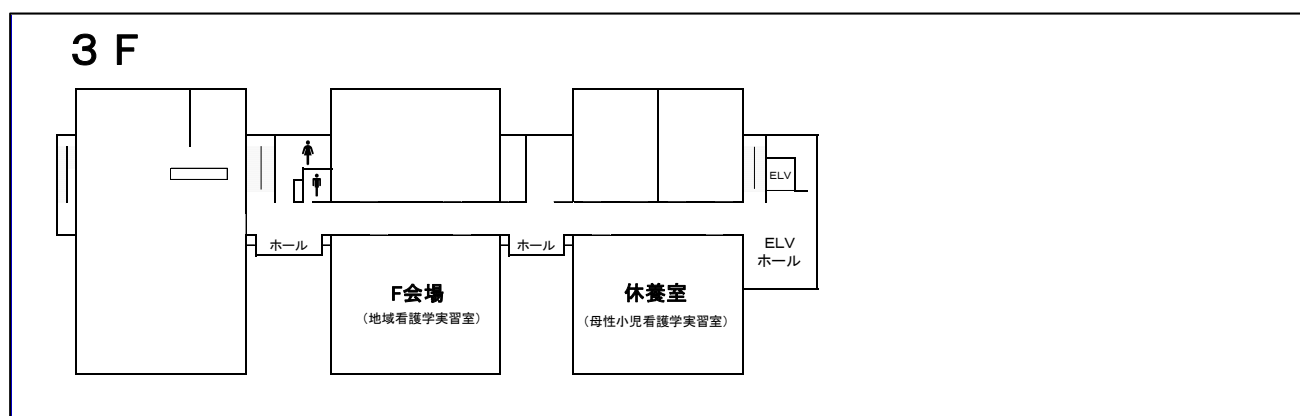 ３Ｆ
ELV
ホール
ホール
ELV
ホール
F会場
（地域看護学実習室）
休養室
（母性小児看護学実習室）